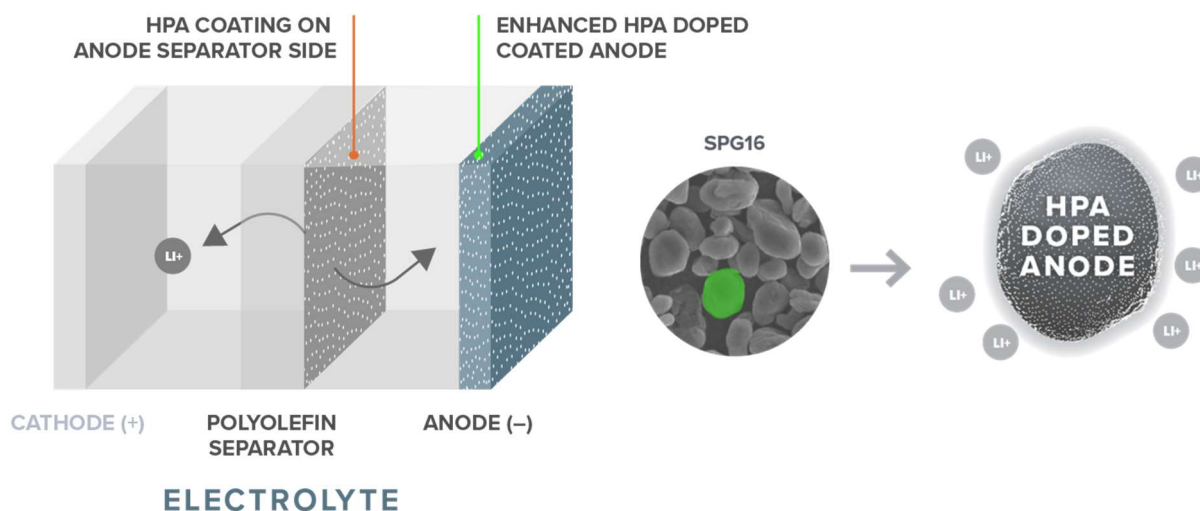 HPA COATING ON
ANODE SEPARATOR SIDE
ENHANCED HPA DOPED
COATED ANODE
SPG16
LI+
LI+
HPA
DOPED
ANODE
LI+
LI+
LI+
LI+
LI+
CATHODE (+)
POLYOLEFIN
SEPARATOR
ANODE (–)
ELECTROLYTE